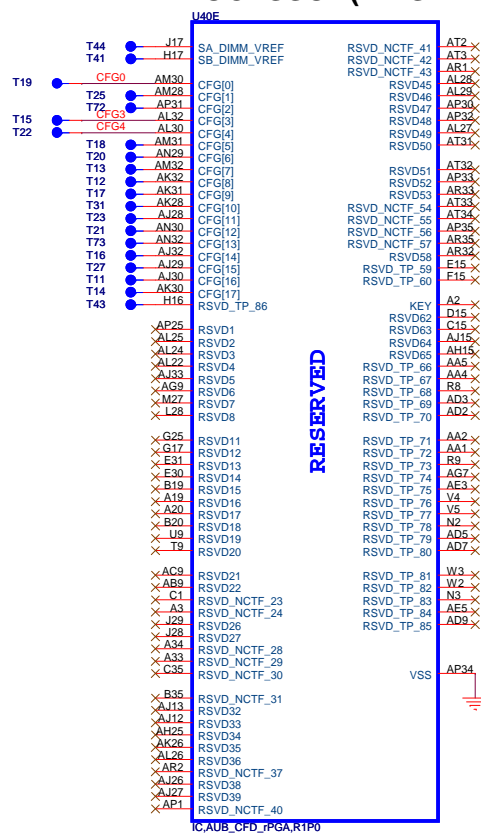 U40E
T44 J17 SA_DIMM_VREF
T41 H17 SB_DIMM_VREF
T19 CFG0 AM30 CFG[0]
T25 AM28 CFG[1]
T72 AP31 CFG[2]
T15 CFG3 AL32 CFG[3]
T22 CFG4 AL30 CFG[4]
T18 AM31 CFG[5]
T20 AN29 CFG[6]
T13 AM32 CFG[7]
T12 AK32 CFG[8]
T17 AK31 CFG[9]
T31 AK28 CFG[10]
T23 AJ28 CFG[11]
T21 AN30 CFG[12]
T73 AN32 CFG[13]
T16 AJ32 CFG[14]
T27 AJ29 CFG[15]
T11 AJ30 CFG[16]
T14 AK30 CFG[17]
T43 H16 RSVD_TP_86
AP25 RSVD1
AL25 RSVD2
AL24 RSVD3
AL22 RSVD4
AJ33 RSVD5
AG9 RSVD6
M27 RSVD7
L28 RSVD8
G25 RSVD11
G17 RSVD12
E31 RSVD13
E30 RSVD14
B19 RSVD15
A19 RSVD16
A20 RSVD17
B20 RSVD18
U9 RSVD19
T9 RSVD20
AC9 RSVD21
AB9 RSVD22
C1 RSVD_NCTF_23
A3 RSVD_NCTF_24
J29 RSVD26
J28 RSVD27
A34 RSVD_NCTF_28
A33 RSVD_NCTF_29
C35 RSVD_NCTF_30
B35 RSVD_NCTF_31
AJ13 RSVD32
AJ12 RSVD33
AH25 RSVD34
AK26 RSVD35
AL26 RSVD36
AR2 RSVD_NCTF_37
AJ26 RSVD38
AJ27 RSVD39
AP1 RSVD_NCTF_40
RESERVED
RSVD_NCTF_41 AT2
RSVD_NCTF_42 AT3
RSVD_NCTF_43 AR1
RSVD45 AL28
RSVD46 AL29
RSVD47 AP30
RSVD48 AP32
RSVD49 AL27
RSVD50 AT31
RSVD51 AT32
RSVD52 AP33
RSVD53 AR33
RSVD_NCTF_54 AT33
RSVD_NCTF_55 AT34
RSVD_NCTF_56 AP35
RSVD_NCTF_57 AR35
RSVD58 AR32
RSVD_TP_59 E15
RSVD_TP_60 F15
KEY A2
RSVD62 D15
RSVD63 C15
RSVD64 AJ15
RSVD65 AH15
RSVD_TP_66 AA5
RSVD_TP_67 AA4
RSVD_TP_68 R8
RSVD_TP_69 AD3
RSVD_TP_70 AD2
RSVD_TP_71 AA2
RSVD_TP_72 AA1
RSVD_TP_73 R9
RSVD_TP_74 AG7
RSVD_TP_75 AE3
RSVD_TP_76 V4
RSVD_TP_77 V5
RSVD_TP_78 N2
RSVD_TP_79 AD5
RSVD_TP_80 AD7
RSVD_TP_81 W3
RSVD_TP_82 W2
RSVD_TP_83 N3
RSVD_TP_84 AE5
RSVD_TP_85 AD9
VSS AP34
IC,AUB_CFD_rPGA,R1P0